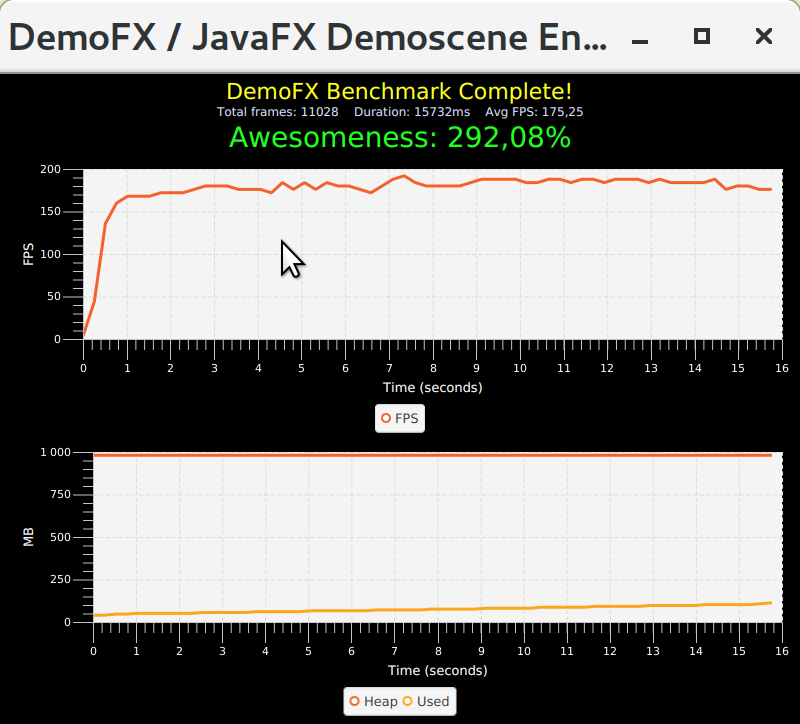 DemoFX / JavaFX Demoscene En...
DemoFX Benchmark Complete!
Total frames: 11028 Duration: 15732ms Avg FPS: 175,25
Awesomeness: 292,08%
200
150
100
50
0
FPS
0 1 2 3 4 5 6 7 8 9 10 11 12 13 14 15 16
Time (seconds)
FPS
1 000
750
500
250
0
MB
0 1 2 3 4 5 6 7 8 9 10 11 12 13 14 15 16
Time (seconds)
Heap Used